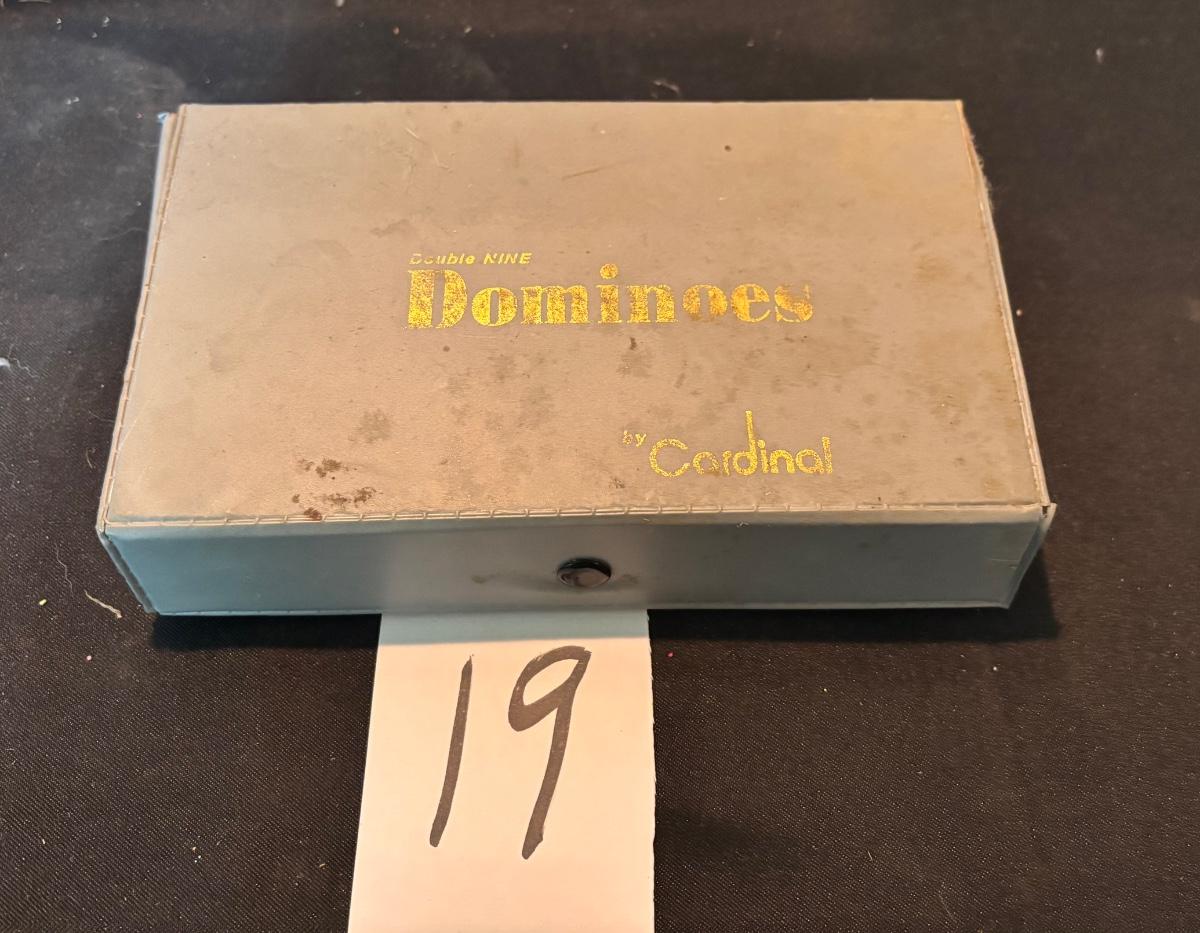 Double NINE
Dominoes
by Cardinal
19